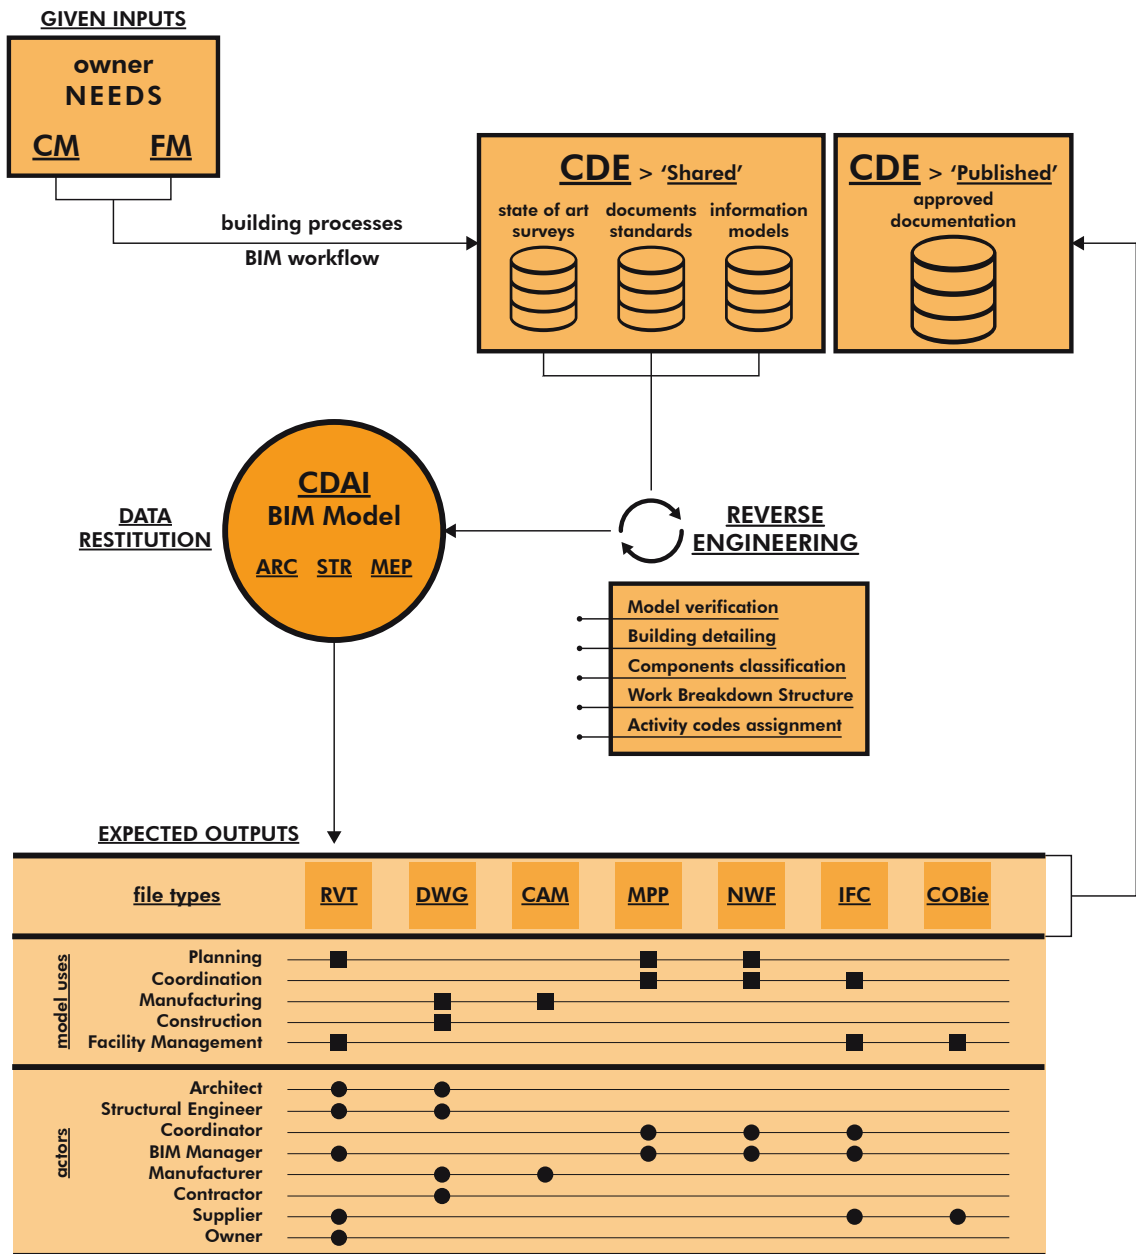 GIVEN INPUTS
owner
NEEDS
CM FM
building processes
BIM workflow
CDE > ‘Shared’
state of art
surveys
documents
standards
information
models
CDE > ‘Published’
approved
documentation
CDAI
BIM Model
ARC STR MEP
DATA
RESTITUTION
REVERSE
ENGINEERING
Model verification
Building detailing
Components classification
Work Breakdown Structure
Activity codes assignment
EXPECTED OUTPUTS
file types RVT DWG CAM MPP NWF IFC COBie
model uses
Planning
Coordination
Manufacturing
Construction
Facility Management
actors
Architect
Structural Engineer
Coordinator
BIM Manager
Manufacturer
Contractor
Supplier
Owner